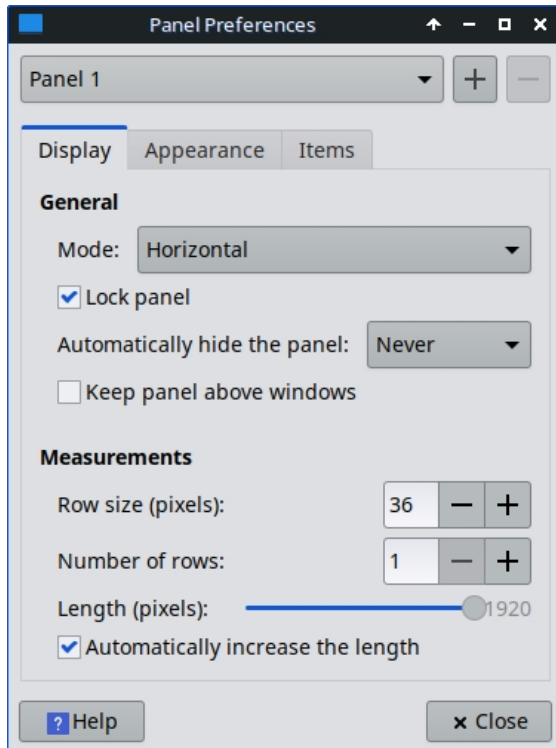 Panel Preferences
Panel 1
Display Appearance Items
General
Mode: Horizontal
Lock panel
Automatically hide the panel: Never
Keep panel above windows
Measurements
Row size (pixels): 36
Number of rows: 1
Length (pixels): 1920
Automatically increase the length
? Help Close